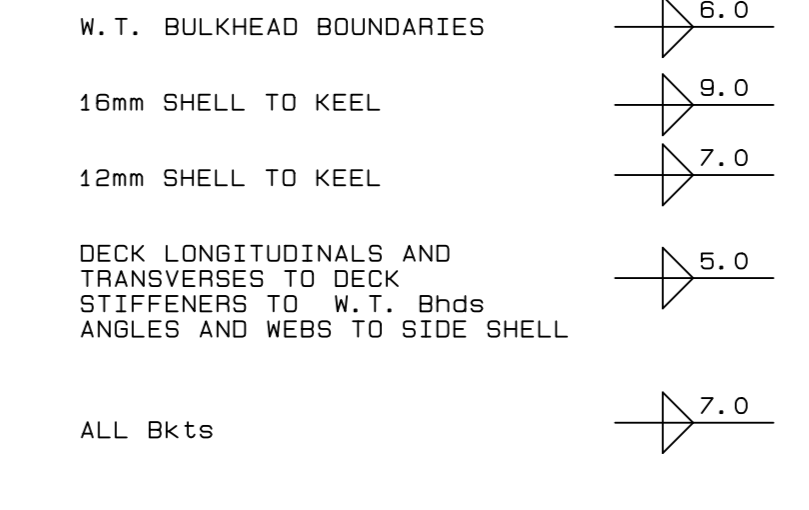 W.T. BULKHEAD BOUNDARIES 6.0
16mm SHELL TO KEEL 9.0
12mm SHELL TO KEEL 7.0
DECK LONGITUDINALS AND
TRANSVERSES TO DECK 5.0
STIFFENERS TO W.T. Bhds
ANGLES AND WEBS TO SIDE SHELL
ALL Bkts 7.0